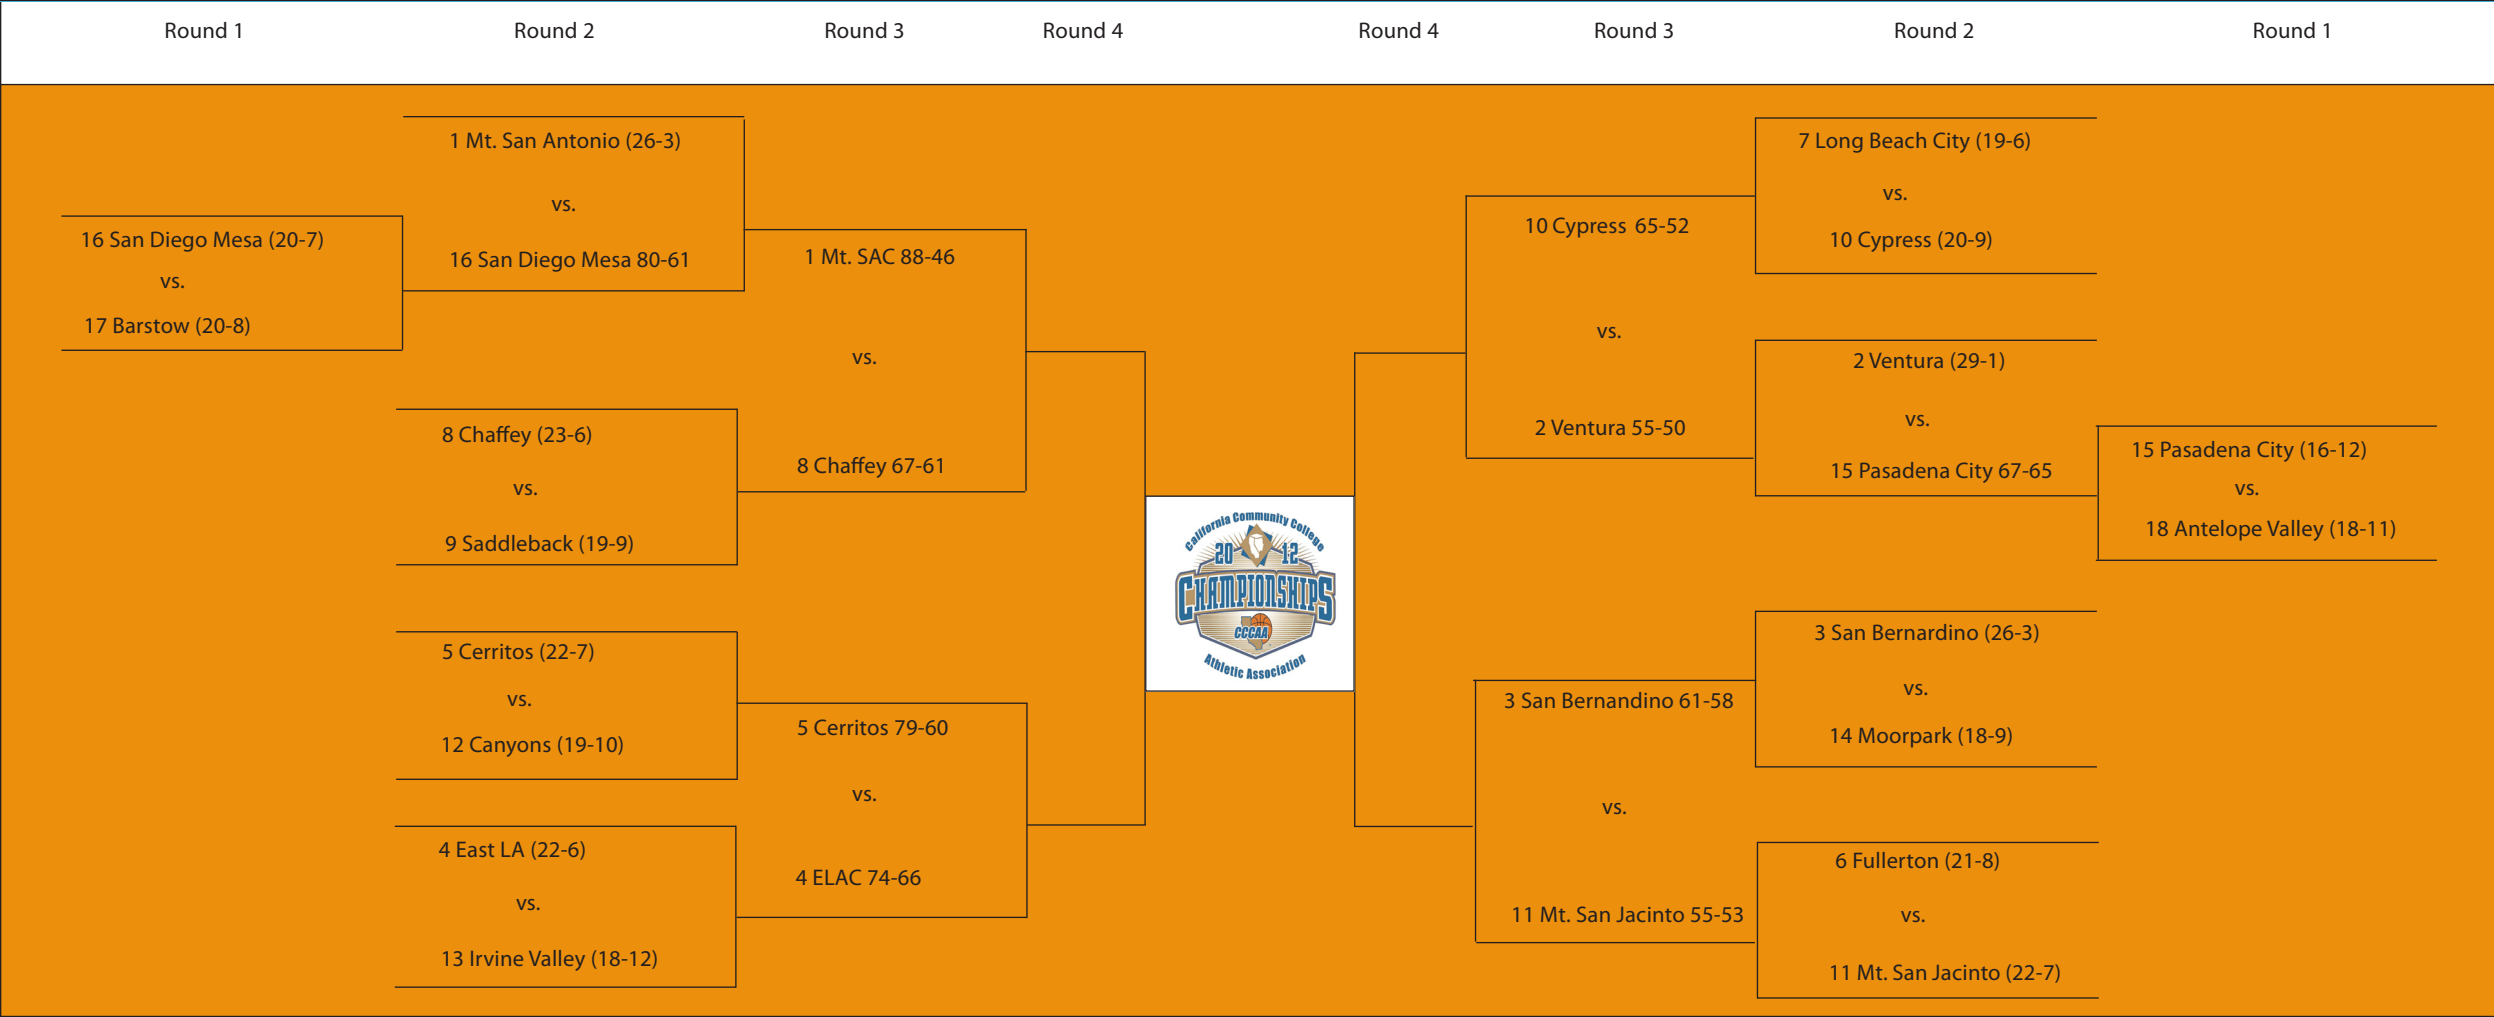 Round 1
Round 2
Round 3
Round 4
Round 4
Round 3
Round 2
Round 1
16 San Diego Mesa (20-7)
vs.
17 Barstow (20-8)
1 Mt. San Antonio (26-3)
vs.
16 San Diego Mesa 80-61
8 Chaffey (23-6)
vs.
9 Saddleback (19-9)
5 Cerritos (22-7)
vs.
12 Canyons (19-10)
4 East LA (22-6)
vs.
13 Irvine Valley (18-12)
1 Mt. SAC 88-46
vs.
8 Chaffey 67-61
5 Cerritos 79-60
vs.
4 ELAC 74-66
California Community College
20 12
CHAMPIONSHIPS
CCCAA
Athletic Association
10 Cypress 65-52
vs.
2 Ventura 55-50
3 San Bernandino 61-58
vs.
11 Mt. San Jacinto 55-53
7 Long Beach City (19-6)
vs.
10 Cypress (20-9)
2 Ventura (29-1)
vs.
15 Pasadena City 67-65
3 San Bernardino (26-3)
vs.
14 Moorpark (18-9)
6 Fullerton (21-8)
vs.
11 Mt. San Jacinto (22-7)
15 Pasadena City (16-12)
vs.
18 Antelope Valley (18-11)